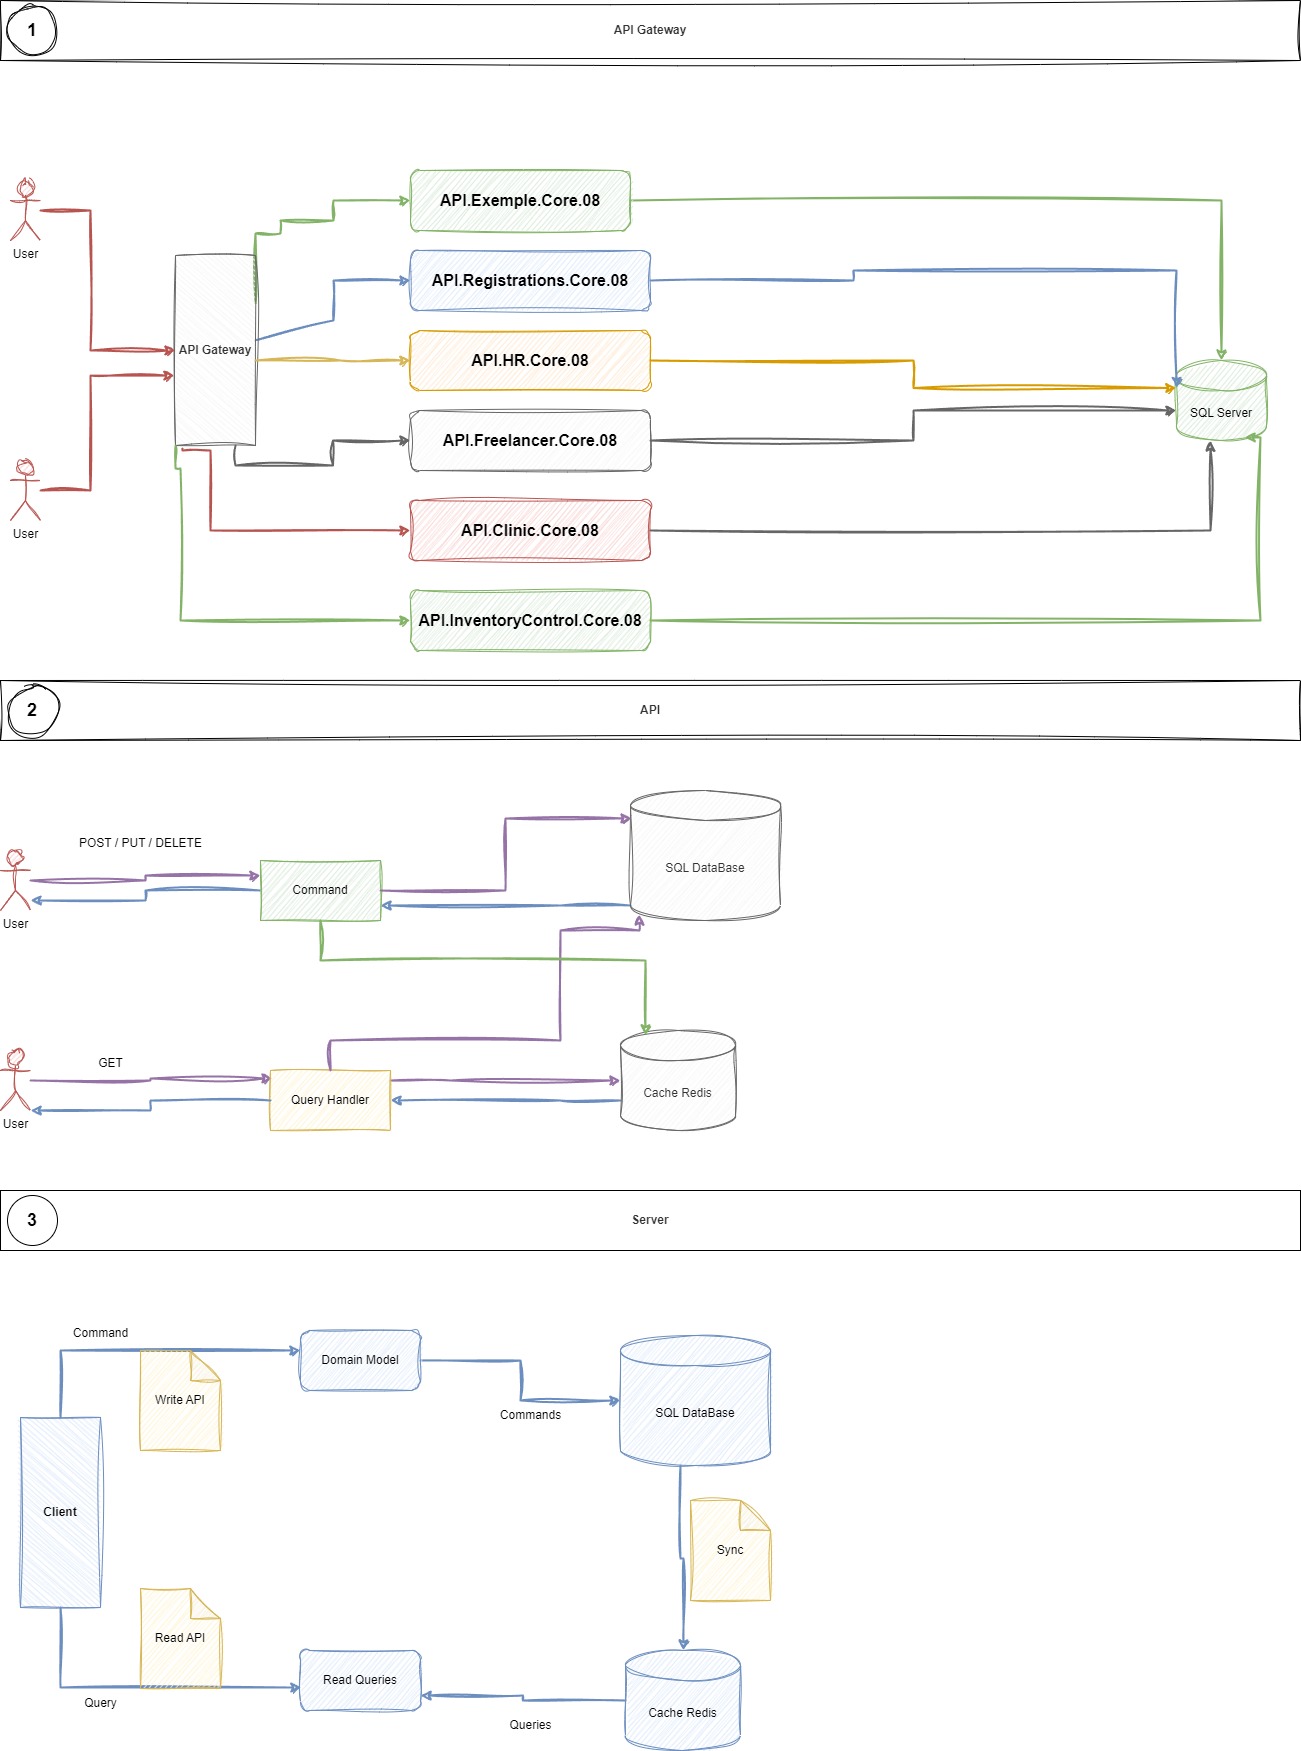 1
API Gateway
User
API.Exemple.Core.08
API.Registrations.Core.08
API Gateway
API.HR.Core.08
SQL Server
API.Freelancer.Core.08
User
API.Clinic.Core.08
API.InventoryControl.Core.08
2
API
POST / PUT / DELETE
SQL DataBase
Command
User
GET
Cache Redis
Query Handler
User
3
Server
Command
Domain Model
Write API
Commands
SQL DataBase
Client
Sync
Read API
Read Queries
Query
Queries
Cache Redis